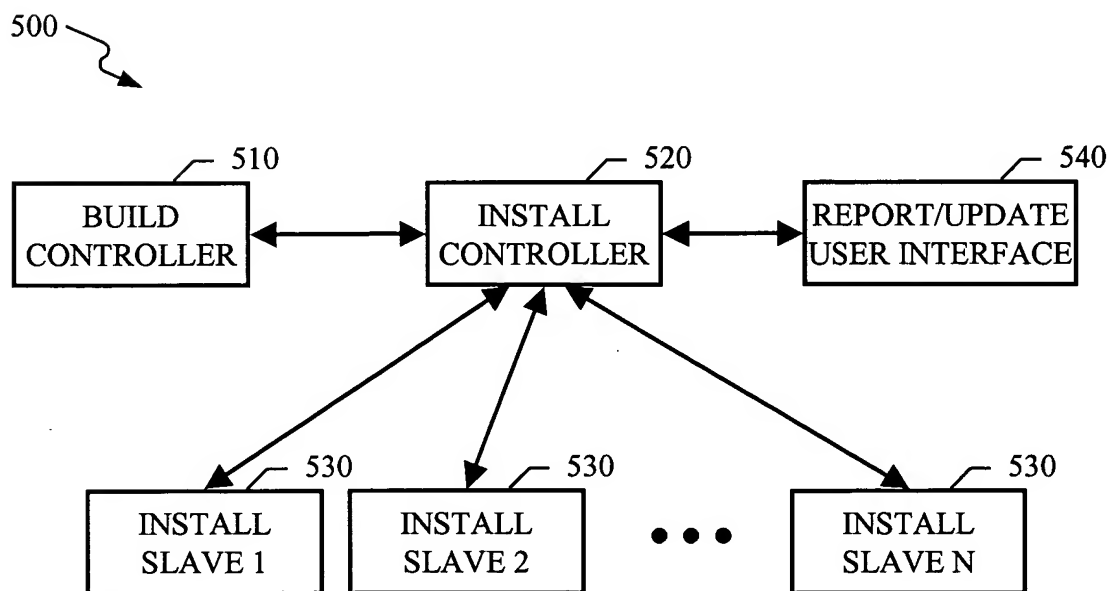 500
510
520
540
BUILD
CONTROLLER
INSTALL
CONTROLLER
REPORT/UPDATE
USER INTERFACE
530
530
530
INSTALL
SLAVE 1
INSTALL
SLAVE 2
INSTALL
SLAVE N